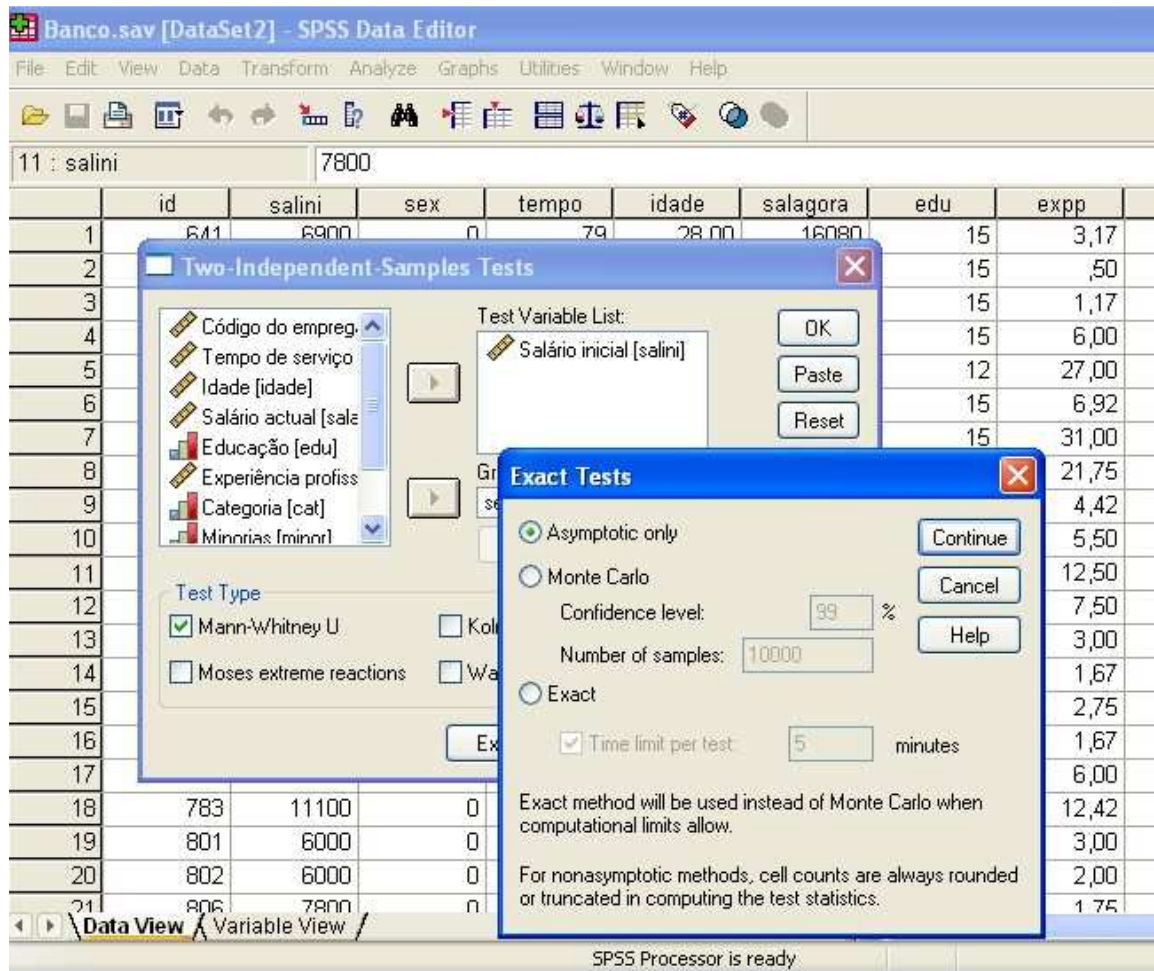 Banco.sav [DataSet2] - SPSS Data Editor
File Edit View Data Transform Analyze Graphs Utilities Window Help
11 : salini 7800
id salini sex tempo idade salagora edu expp
1 641 6900 0 79 28,00 16080 15 3,17
2 15 ,50
3 15 1,17
4 15 6,00
5 12 27,00
6 15 6,92
7 15 31,00
8 21,75
9 4,42
10 5,50
11 12,50
12 7,50
13 3,00
14 1,67
15 2,75
16 1,67
17 6,00
18 783 11100 0 12,42
19 801 6000 0 3,00
20 802 6000 0 2,00
21 806 7800 0 1,75
Data View Variable View
SPSS Processor is ready
Two-Independent-Samples Tests
Código do empreg.
Tempo de serviço
Idade [idade]
Salário actual [sala
Educação [edu]
Experiência profiss
Categoria [cat]
Minorias [minor]
Test Variable List:
Salário inicial [salini]
OK
Paste
Reset
Gr
se
Test Type
Mann-Whitney U
Kol
Moses extreme reactions
Wa
Ex
Exact Tests
Asymptotic only
Monte Carlo
Confidence level: 99 %
Number of samples: 10000
Exact
Time limit per test: 5 minutes
Continue
Cancel
Help
Exact method will be used instead of Monte Carlo when
computational limits allow.
For nonasymptotic methods, cell counts are always rounded
or truncated in computing the test statistics.